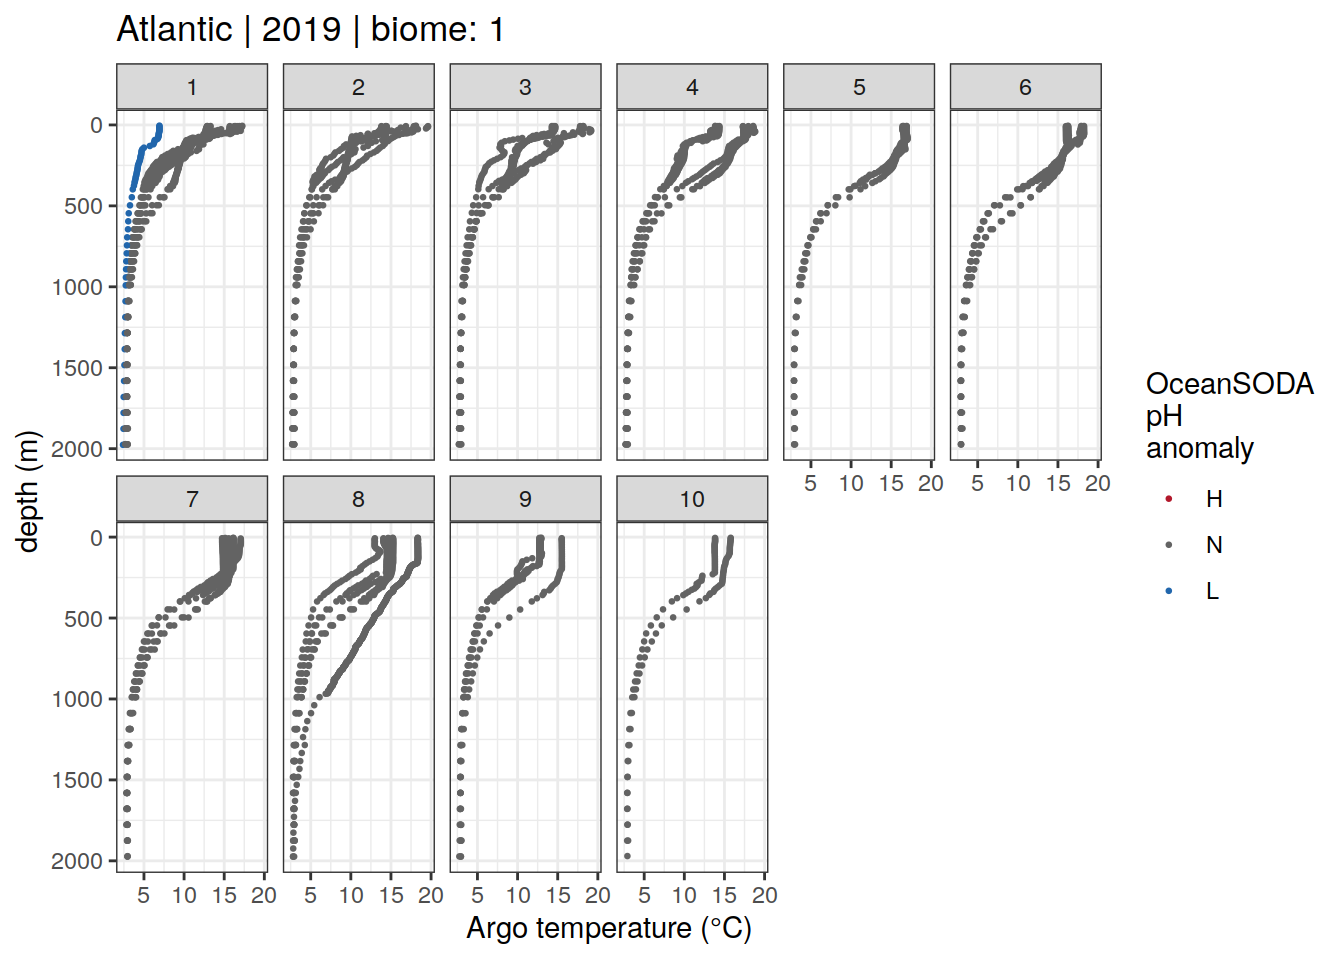 Atlantic | 2019 | biome: 1
1 2 3 4 5 6
0
500
1000
1500
2000
5 10 15 20 5 10 15 20
7 8 9 10
0
500
1000
1500
2000
5 10 15 20 5 10 15 20 5 10 15 20 5 10 15 20
depth (m)
Argo temperature (°C)
OceanSODA
pH
anomaly
H
N
L